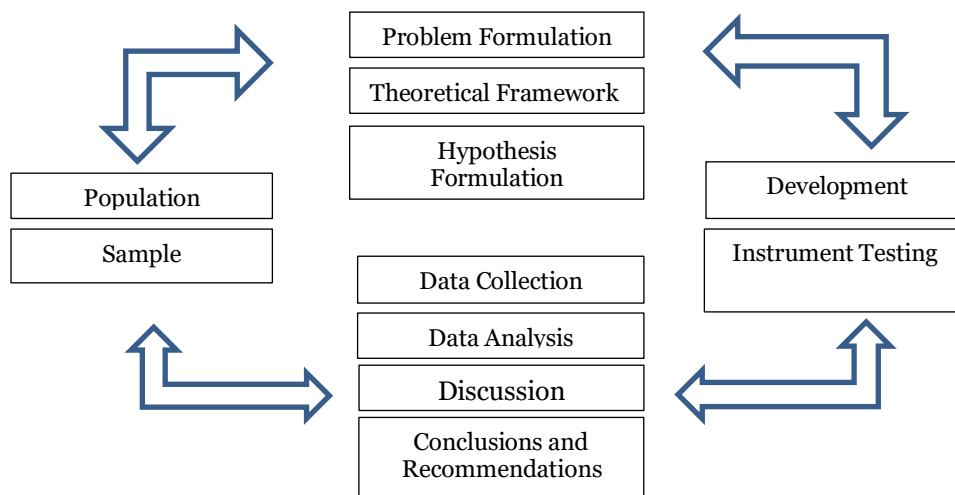 Problem Formulation
Theoretical Framework
Hypothesis
Formulation
Population
Sample
Development
Instrument Testing
Data Collection
Data Analysis
Discussion
Conclusions and
Recommendations